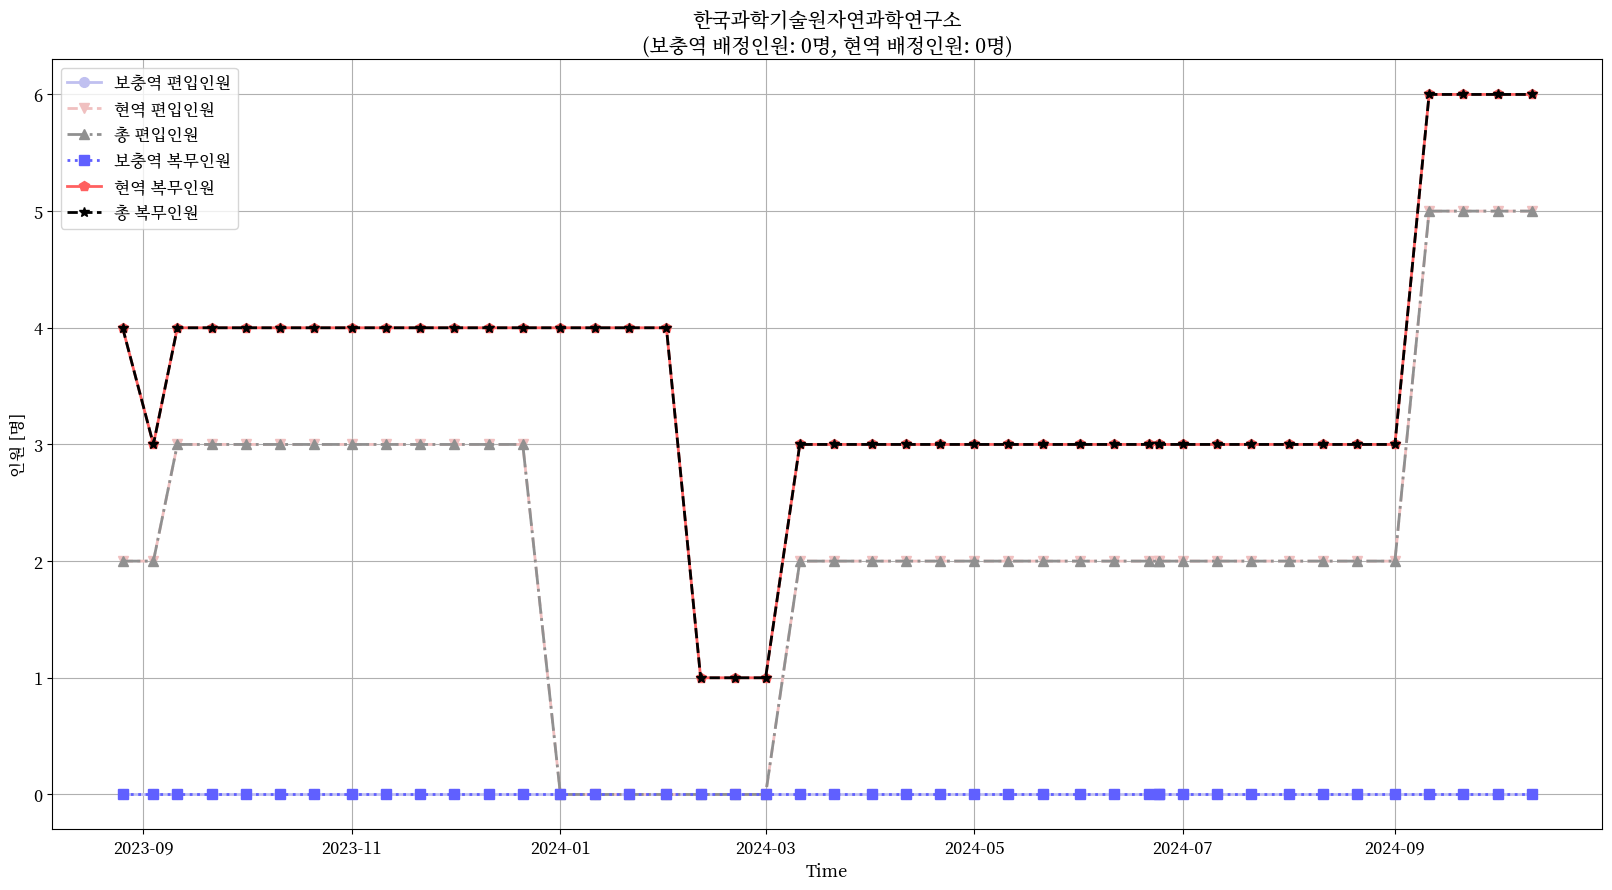 한국과학기술원자연과학연구소
(보충역 배정인원: 0명, 현역 배정인원: 0명)
보충역 편입인원
현역 편입인원
총 편입인원
보충역 복무인원
현역 복무인원
총 복무인원
인원 [명]
6
5
4
3
2
1
0
2023-09
2023-11
2024-01
2024-03
2024-05
2024-07
2024-09
Time